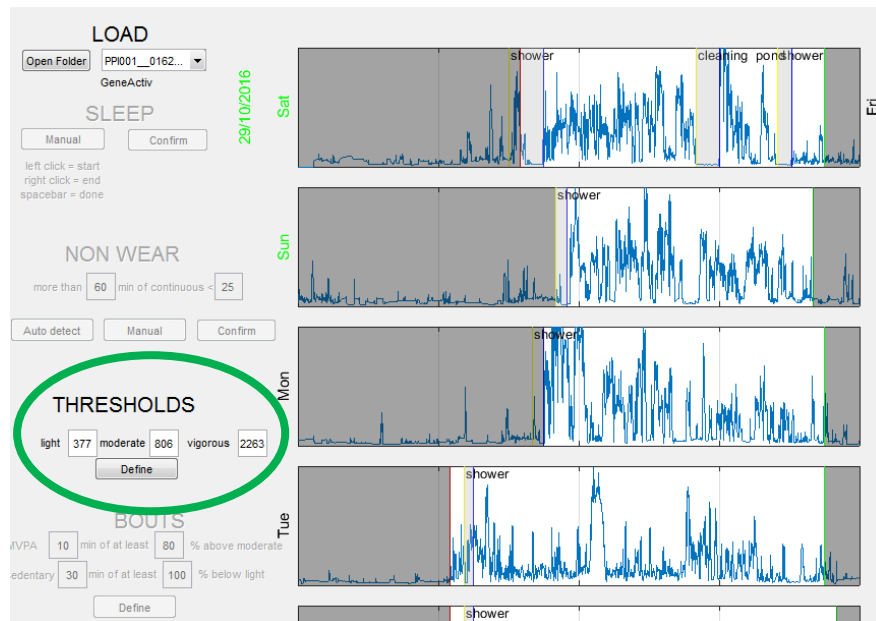 LOAD
Open Folder PPI001__0162...
GeneActiv
SLEEP
Manual Confirm
left click = start
right click = end
spacebar = done
NON WEAR
more than 60 min of continuous < 25
Auto detect Manual Confirm
THRESHOLDS
light 377 moderate 806 vigorous 2263
Define
BOUTS
MVPA 10 min of at least 80 % above moderate
sedentary 30 min of at least 100 % below light
Define
29/10/2016
Sat
shower cleaning pond shower
Fri
Sun
shower
Mon
shower
Tue
shower
shower